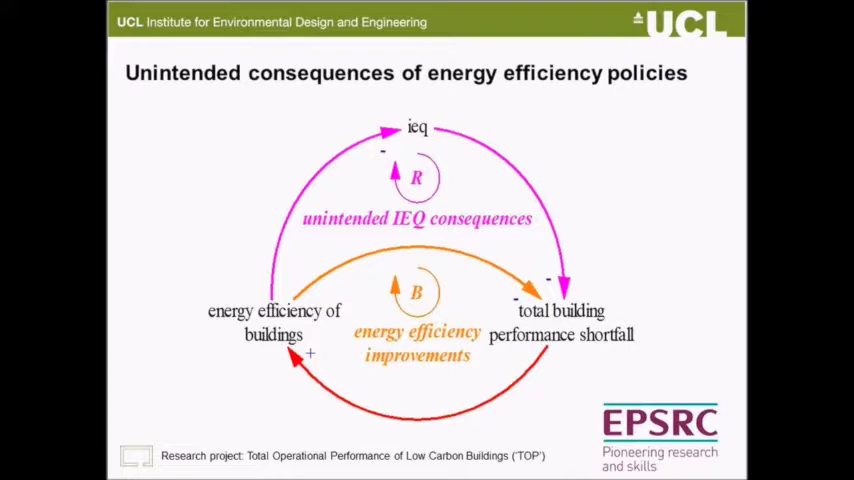 UCL Institute for Environmental Design and Engineering
UCL
Unintended consequences of energy efficiency policies
ieq
-
R
unintended IEQ consequences
-
-
B
energy efficiency of
buildings
+
energy efficiency
improvements
total building
performance shortfall
EPSRC
Pioneering research
and skills
Research project: Total Operational Performance of Low Carbon Buildings ('TOP')